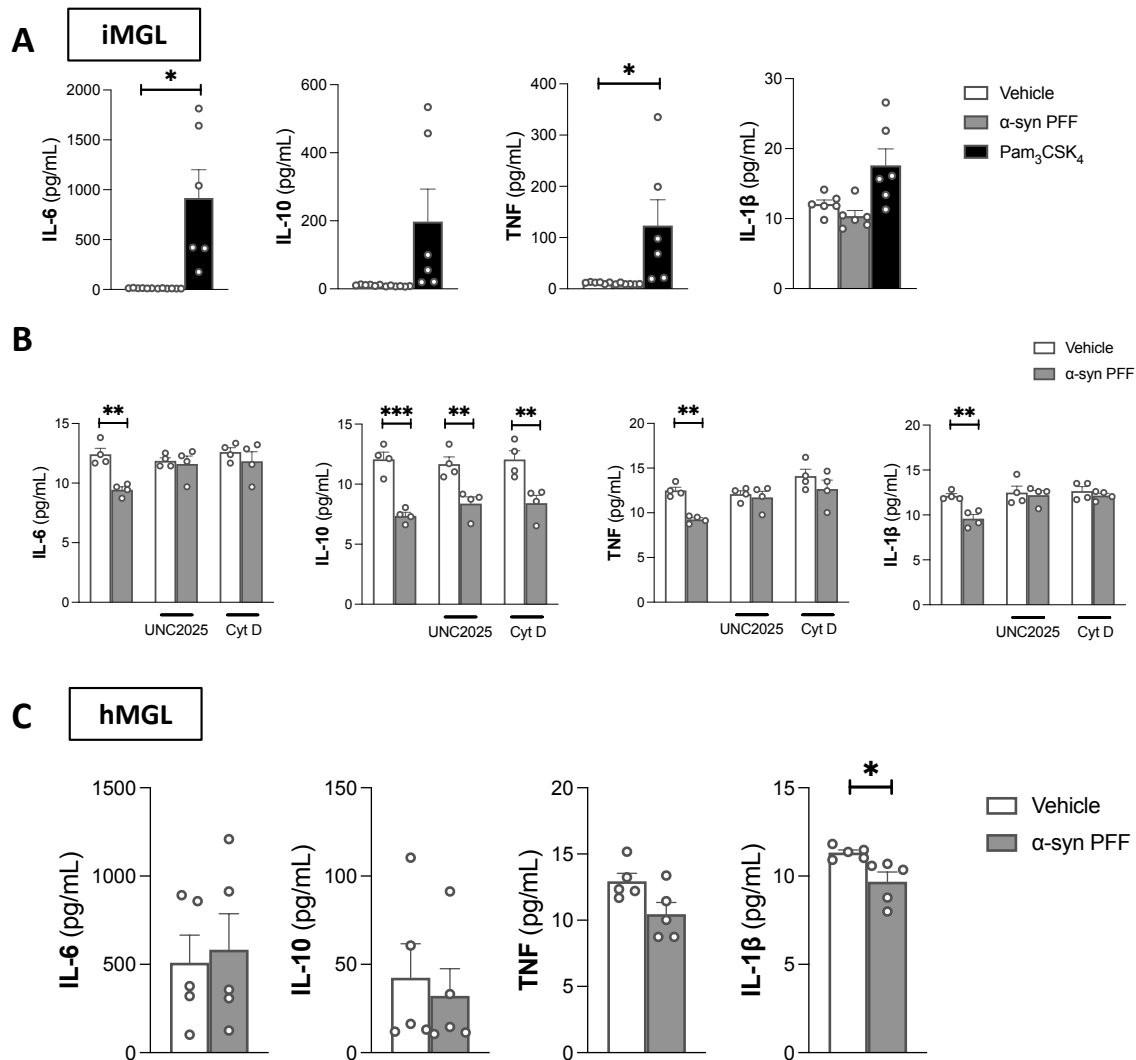 A
iMGL
IL-6 (pg/mL)
2000
1500
1000
500
0
*
IL-10 (pg/mL)
600
400
200
0
TNF (pg/mL)
400
300
200
100
0
*
IL-1β (pg/mL)
30
20
10
0
Vehicle
α-syn PFF
Pam₃CSK₄
B
Vehicle
α-syn PFF
IL-6 (pg/mL)
15
10
5
0
**
UNC2025 Cyt D
IL-10 (pg/mL)
15
10
5
0
*** ** **
UNC2025 Cyt D
TNF (pg/mL)
20
15
10
5
0
**
UNC2025 Cyt D
IL-1β (pg/mL)
20
15
10
5
0
**
UNC2025 Cyt D
C
hMGL
IL-6 (pg/mL)
1500
1000
500
0
IL-10 (pg/mL)
150
100
50
0
TNF (pg/mL)
20
15
10
5
0
IL-1β (pg/mL)
15
10
5
0
*
Vehicle
α-syn PFF